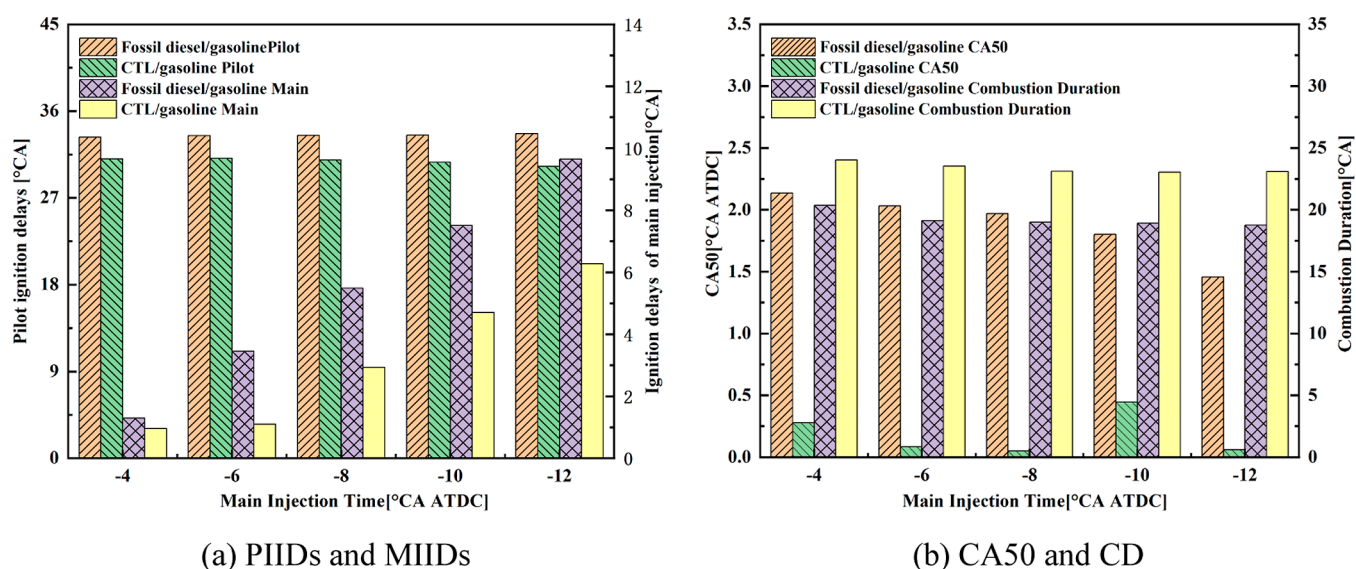 45
36
27
18
9
0
Pilot ignition delays [°CA]
Fossil diesel/gasolinePilot
CTL/gasoline Pilot
Fossil diesel/gasoline Main
CTL/gasoline Main
14
12
10
8
6
4
2
0
Ignition delays of main injection[°CA]
-4 -6 -8 -10 -12
Main Injection Time[°CA ATDC]
(a) PIIDs and MIIDs
3.5
3.0
2.5
2.0
1.5
1.0
0.5
0.0
CA50[°CA ATDC]
Fossil diesel/gasoline CA50
CTL/gasoline CA50
Fossil diesel/gasoline Combustion Duration
CTL/gasoline Combustion Duration
35
30
25
20
15
10
5
0
Combustion Duration[°CA]
-4 -6 -8 -10 -12
Main Injection Time[°CA ATDC]
(b) CA50 and CD